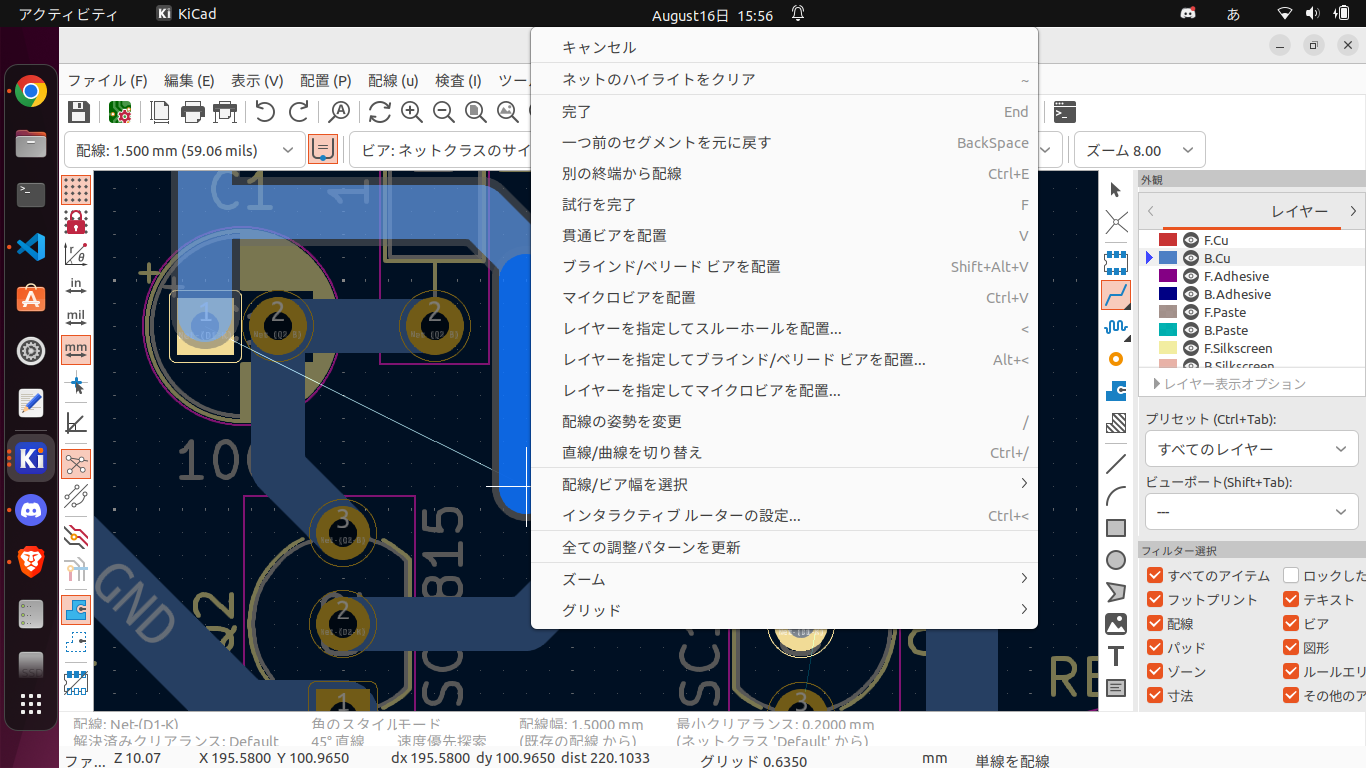 アクティビティ
KiCad
August16日 15:56
あ
キャンセル
ネットのハイライトをクリア ~
完了 End
一つ前のセグメントを元に戻す BackSpace
別の終端から配線 Ctrl+E
試行を完了 F
貫通ビアを配置 V
ブラインド/ベリード ビアを配置 Shift+Alt+V
マイクロビアを配置 Ctrl+V
レイヤーを指定してスルーホールを配置... <
レイヤーを指定してブラインド/ベリード ビアを配置... Alt+<
レイヤーを指定してマイクロビアを配置...
配線の姿勢を変更 /
直線/曲線を切り替え Ctrl+/
配線/ビア幅を選択
インタラクティブ ルーターの設定... Ctrl+<
全ての調整パターンを更新
ズーム
グリッド
ファイル (F) 編集 (E) 表示 (V) 配置 (P) 配線 (u) 検査 (I) ツー
配線: 1.500 mm (59.06 mils)
ビア: ネットクラスのサイ
ズーム 8.00
in
mil
mm
C1
1
1
2
2
10
3
2
1
Q2
GND
SC
815
SC
3
RE
外観
レイヤー
F.Cu
B.Cu
F.Adhesive
B.Adhesive
F.Paste
B.Paste
F.Silkscreen
B.Silkscreen
レイヤー表示オプション
プリセット (Ctrl+Tab):
すべてのレイヤー
ビューポート(Shift+Tab):
---
フィルター選択
すべてのアイテム ロックした
フットプリント テキスト
配線 ビア
パッド 図形
ゾーン ルールエリ
寸法 その他のア
配線: Net-(D1-K) 角のスタイルモード 配線幅: 1.5000 mm 最小クリアランス: 0.2000 mm
解決済みクリアランス: Default 45° 直線 速度優先探索 (既存の配線 から) (ネットクラス 'Default' から)
ファ... Z 10.07 X 195.5800 Y 100.9650 dx 195.5800 dy 100.9650 dist 220.1033 グリッド 0.6350 mm 単線を配線